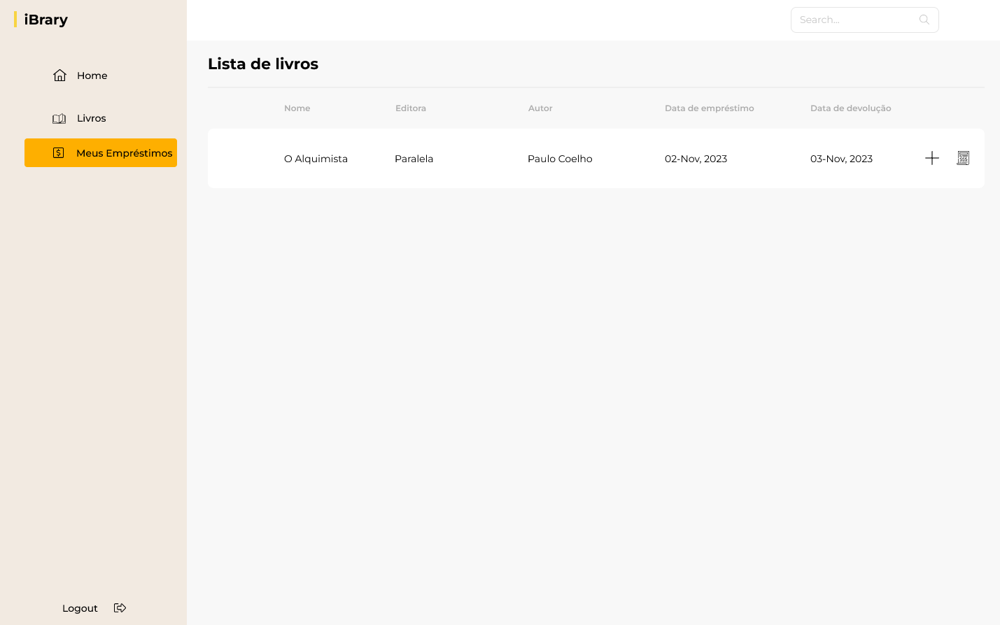 iBrary
Search...
Home
Livros
Meus Empréstimos
Logout
Lista de livros
Nome Editora Autor Data de empréstimo Data de devolução
O Alquimista Paralela Paulo Coelho 02-Nov, 2023 03-Nov, 2023